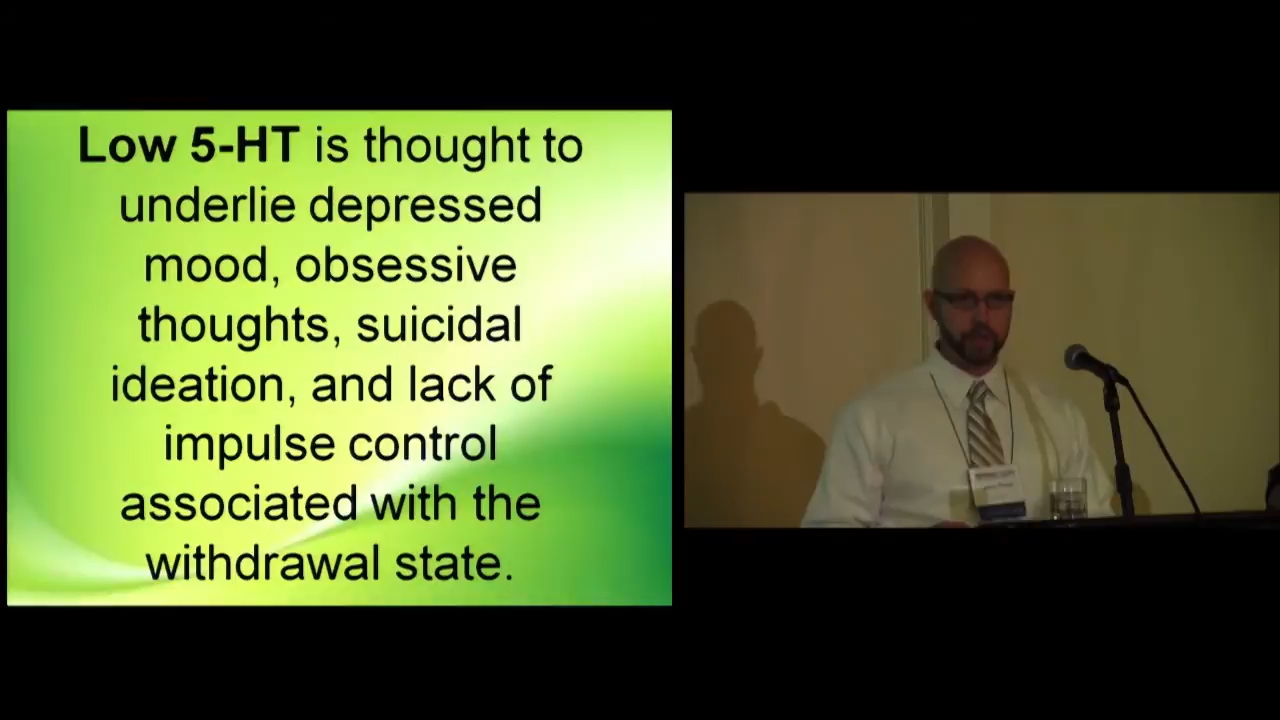 Low 5-HT is thought to
underlie depressed
mood, obsessive
thoughts, suicidal
ideation, and lack of
impulse control
associated with the
withdrawal state.